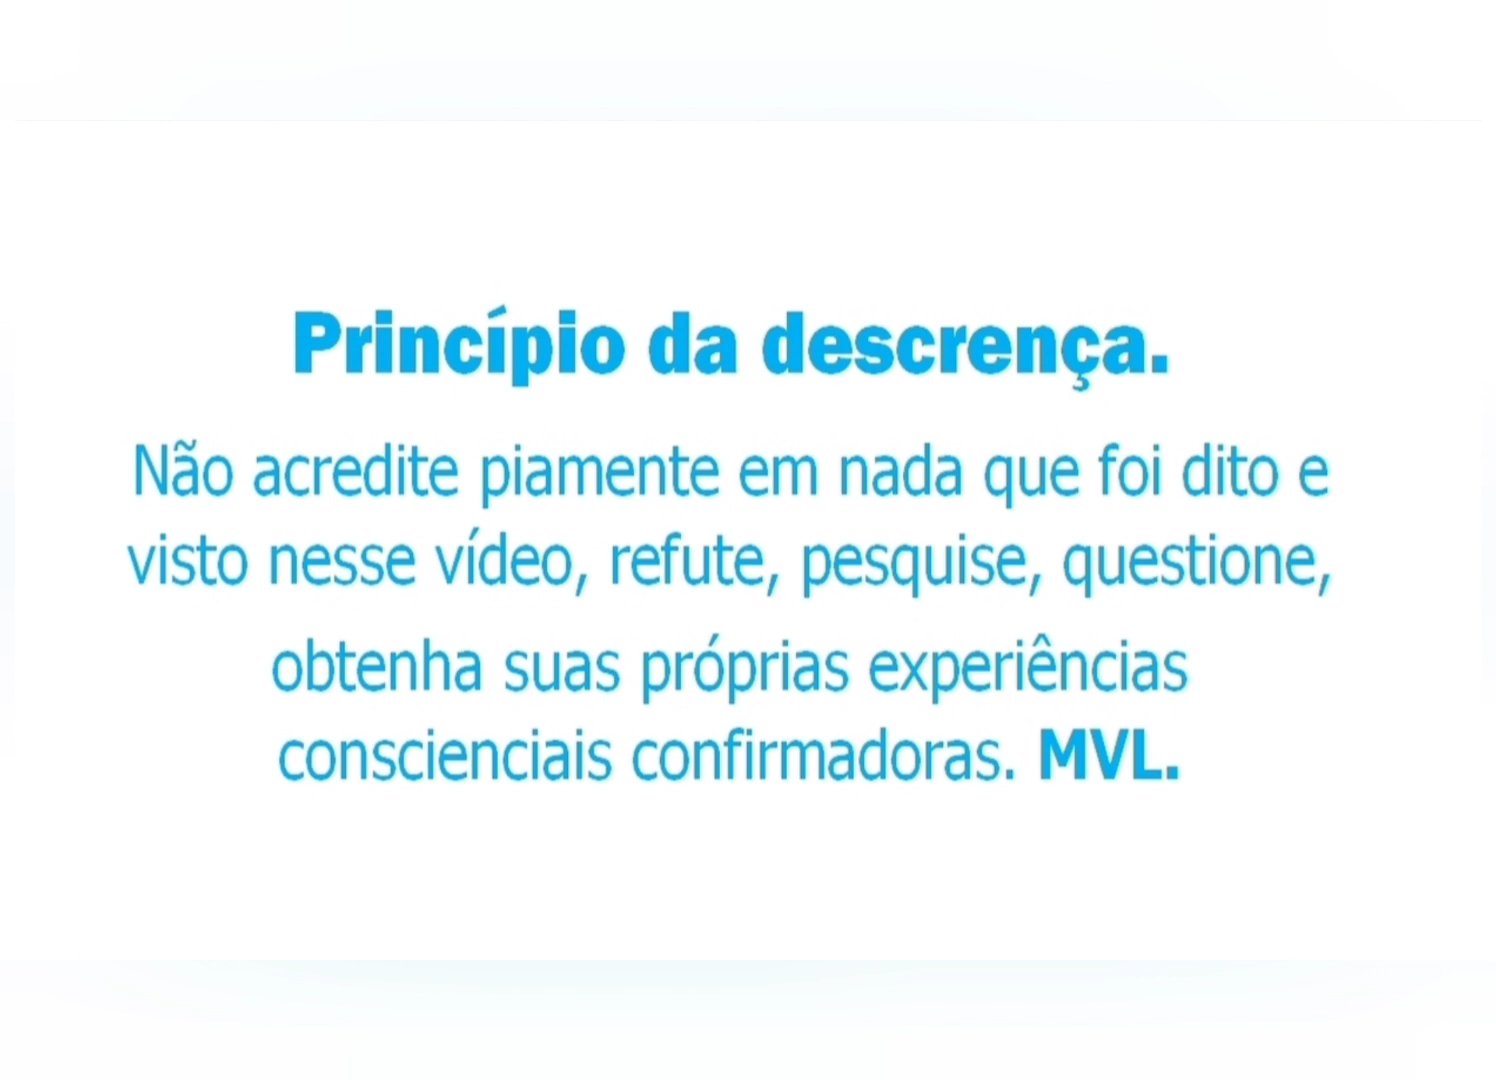 Princípio da descrença.
Não acredite piamente em nada que foi dito e
visto nesse vídeo, refute, pesquise, questione,
obtenha suas próprias experiências
conscienciais confirmadoras. MVL.